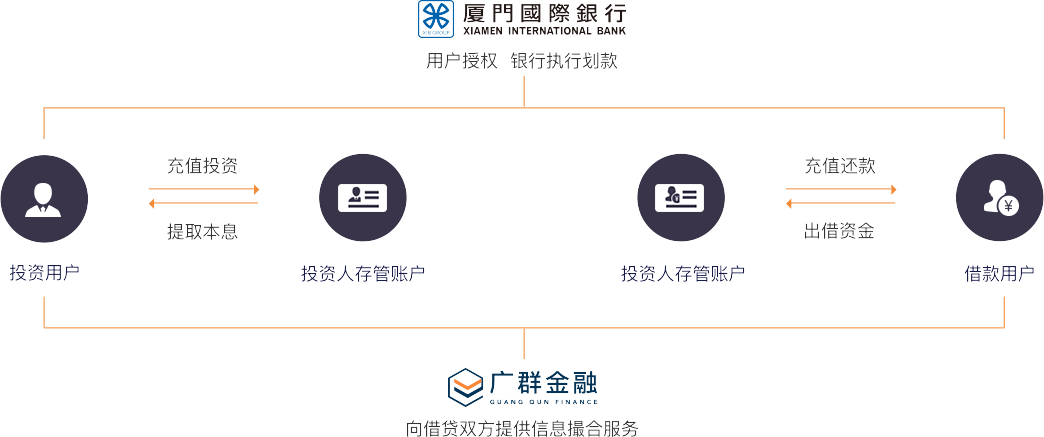 厦門國際銀行
XIAMEN INTERNATIONAL BANK
XIB GROUP
用户授权 银行执行划款
充值投资
充值还款
¥
提取本息
出借资金
投资用户
投资人存管账户
投资人存管账户
借款用户
广群金融
GUANG QUN FINANCE
向借贷双方提供信息撮合服务